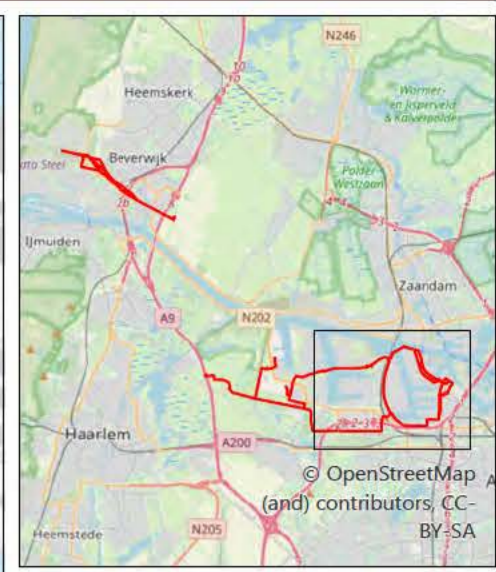 N246
Heemskerk
Wormer-
en Jisperveld
& Kalverpolde
Beverwijk
Polder
Westzaan
IJmuiden
Zaandam
A9
N202
Haarlem
A200
© OpenStreetMap
(and) contributors, CC-
BY-SA
N205
Heemstede